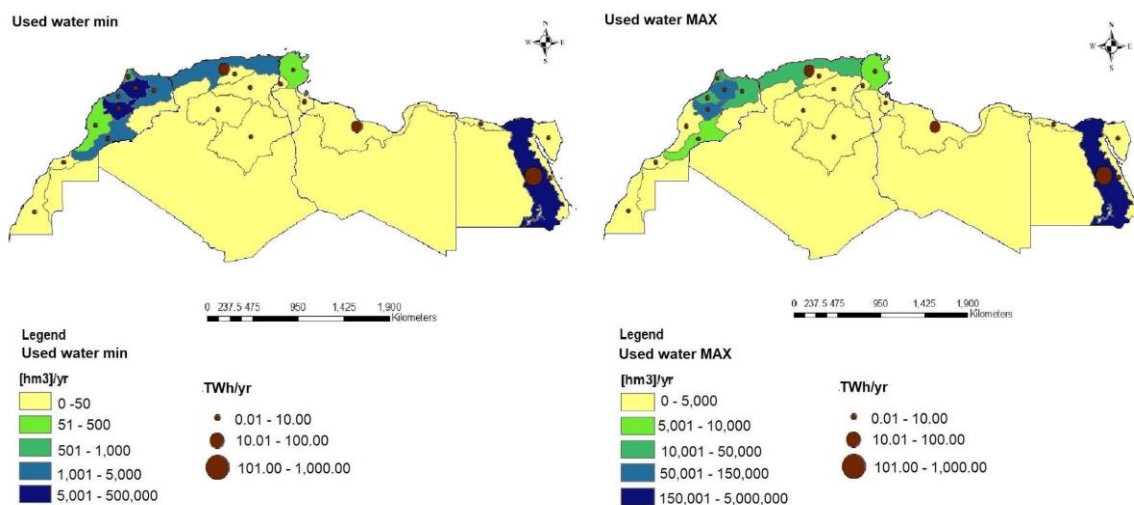 Used water min
N
W E
S
0 237.5 475 950 1,425 1,900
Kilometers
Legend
Used water min
[hm3]/yr
0 -50
51 - 500
501 - 1,000
1,001 - 5,000
5,001 - 500,000
.TWh/yr
0.01 - 10.00
10.01 - 100.00
101.00 - 1,000.00
Used water MAX
N
W E
S
0 237.5 475 950 1,425 1,900
Kilometers
Legend
Used water MAX
[hm3]/yr
0 - 5,000
5,001 - 10,000
10,001 - 50,000
50,001 - 150,000
150,001 - 5,000,000
.TWh/yr
0.01 - 10.00
10.01 - 100.00
101.00 - 1,000.00